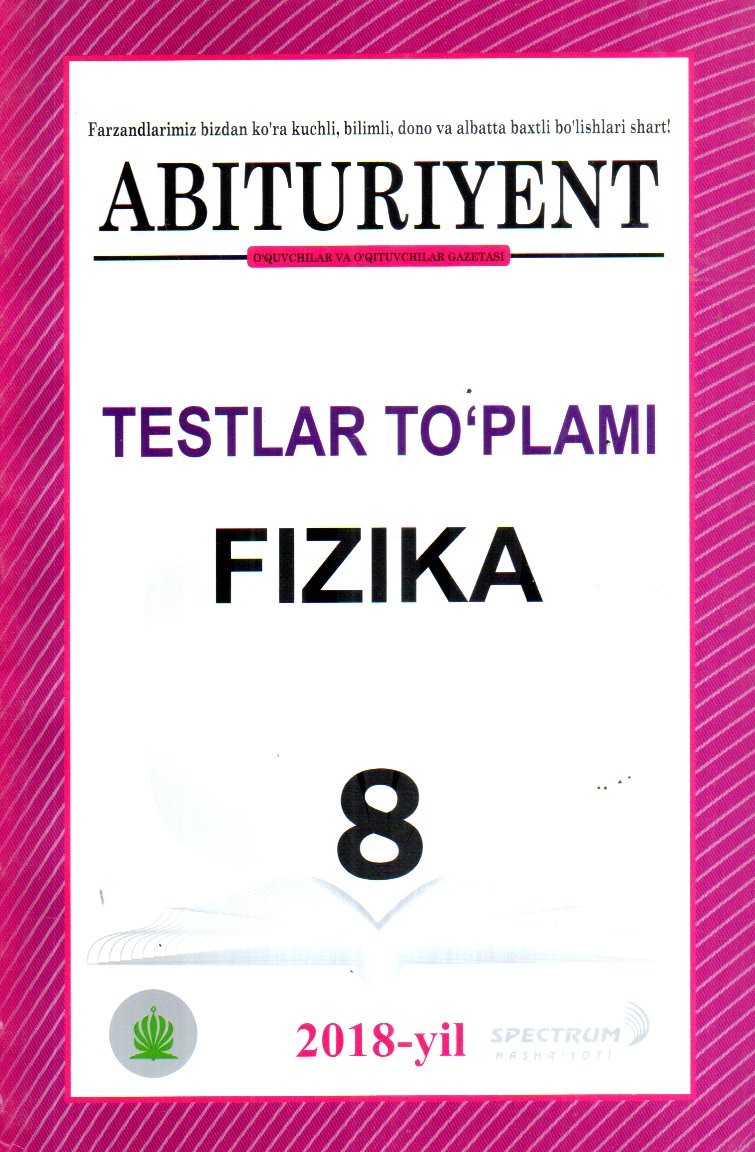 Farzandlarimiz bizdan ko'ra kuchli, bilimli, dono va albatta baxtli bo'lishlari shart!
ABITURIYENT
O'QUVCHILAR VA O'QITUVCHILAR GAZETASI
TESTLAR TO‘PLAMI
FIZIKA
8
2018-yil
SPECTRUM
NASHRIYOTI